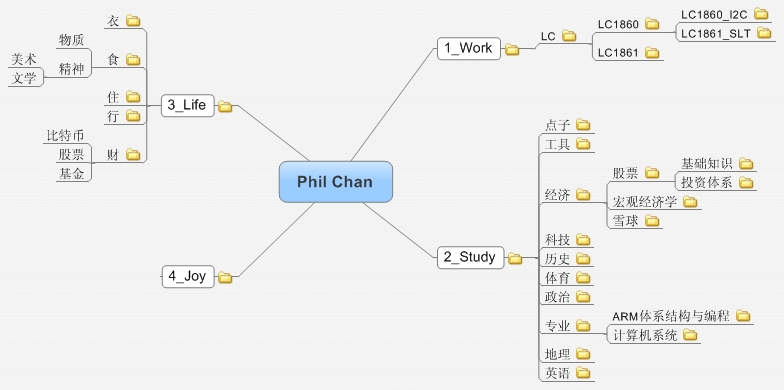 Phil Chan
1_Work
LC
LC1860
LC1860_I2C
LC1861_SLT
LC1861
2_Study
点子
工具
经济
股票
基础知识
投资体系
宏观经济学
雪球
科技
历史
体育
政治
专业
ARM体系结构与编程
计算机系统
地理
英语
3_Life
衣
食
物质
精神
美术
文学
住
行
财
比特币
股票
基金
4_Joy